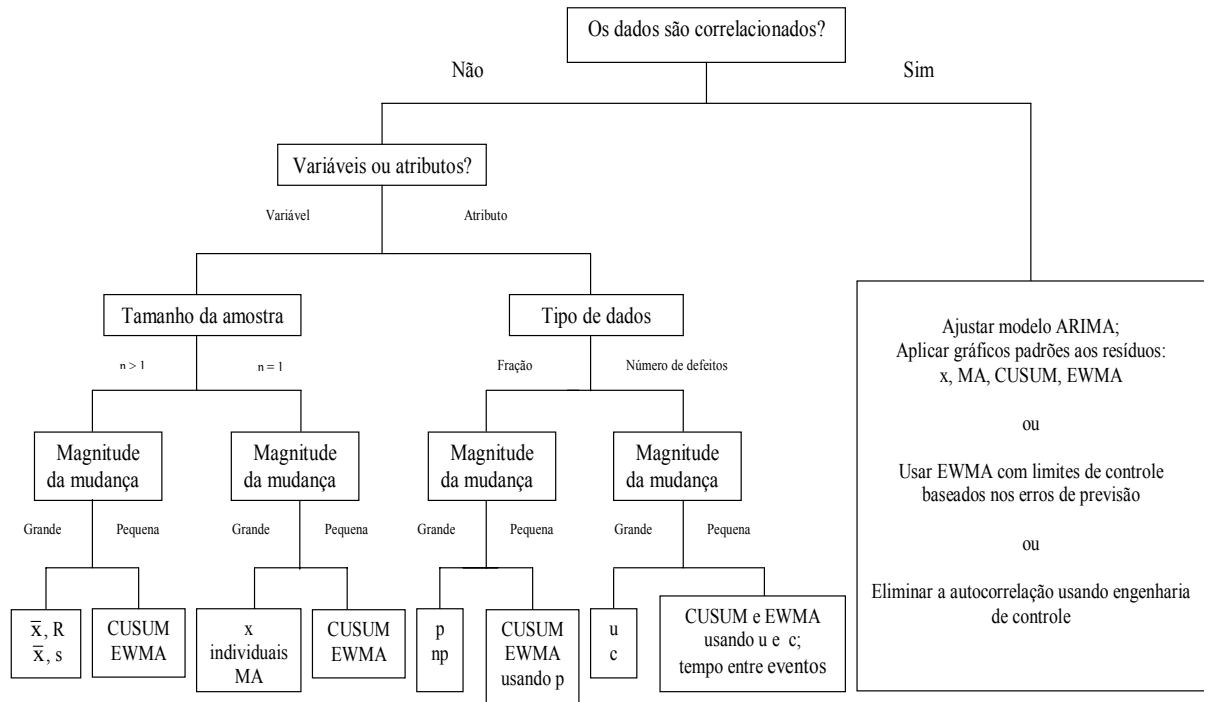 Os dados são correlacionados?
Não
Sim
Variáveis ou atributos?
Variável
Atributo
Tamanho da amostra
Tipo de dados
n > 1
n = 1
Fração
Número de defeitos
Magnitude
da mudança
Magnitude
da mudança
Magnitude
da mudança
Magnitude
da mudança
Grande
Pequena
Grande
Pequena
Grande
Pequena
Grande
Pequena
x̅, R
x̅, s
CUSUM
EWMA
x
individuais
MA
CUSUM
EWMA
p
np
CUSUM
EWMA
usando p
u
c
CUSUM e EWMA
usando u e c;
tempo entre eventos
Ajustar modelo ARIMA;
Aplicar gráficos padrões aos resíduos:
x, MA, CUSUM, EWMA
ou
Usar EWMA com limites de controle
baseados nos erros de previsão
ou
Eliminar a autocorrelação usando engenharia
de controle